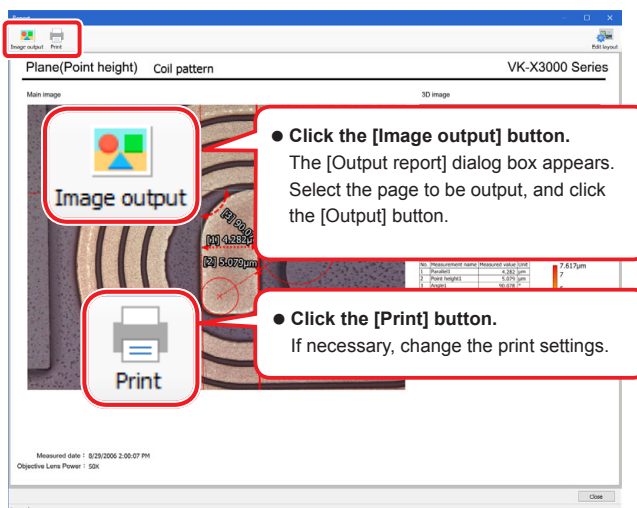 Report
Image output Print
Edit layout
Plane(Point height) Coil pattern VK-X3000 Series
Main image
3D image
Image output
● Click the [Image output] button.
The [Output report] dialog box appears.
Select the page to be output, and click
the [Output] button.
[3] 90.0
[1] 4.282µ
[2] 5.079µm
No. Measurement name Measured value Unit
1 Parallel1 4.282 µm
2 Point height1 5.079 µm
3 Angle1 90.078 °
7.617µm
7
Print
● Click the [Print] button.
If necessary, change the print settings.
Measured date : 8/29/2006 2:00:07 PM
Objective Lens Power : 50X
Close